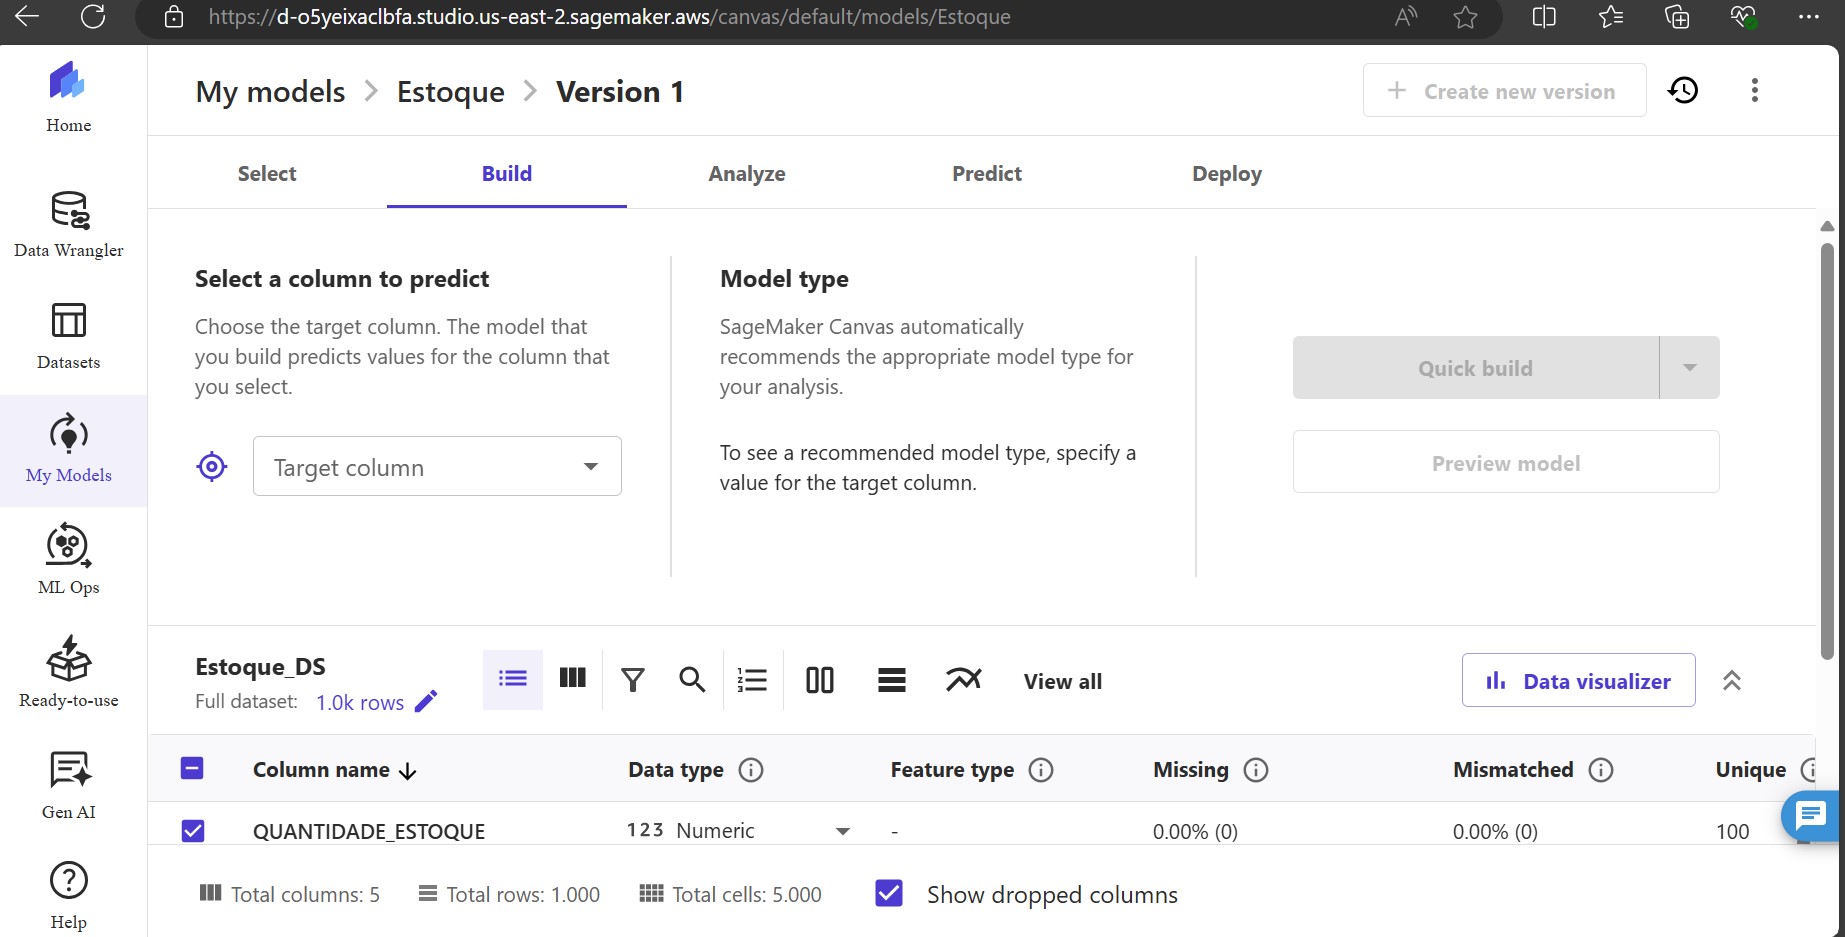 https://d-o5yeixaclbfa.studio.us-east-2.sagemaker.aws/canvas/default/models/Estoque
Home
Data Wrangler
Datasets
My Models
ML Ops
Ready-to-use
Gen AI
Help
My models > Estoque > Version 1
+ Create new version
Select Build Analyze Predict Deploy
Select a column to predict
Choose the target column. The model that
you build predicts values for the column that
you select.
Target column
Model type
SageMaker Canvas automatically
recommends the appropriate model type for
your analysis.
To see a recommended model type, specify a
value for the target column.
Quick build
Preview model
Estoque_DS
Full dataset: 1.0k rows
View all
Data visualizer
Column name Data type Feature type Missing Mismatched Unique
QUANTIDADE_ESTOQUE 123 Numeric - 0.00% (0) 0.00% (0) 100
Total columns: 5 Total rows: 1.000 Total cells: 5.000 Show dropped columns